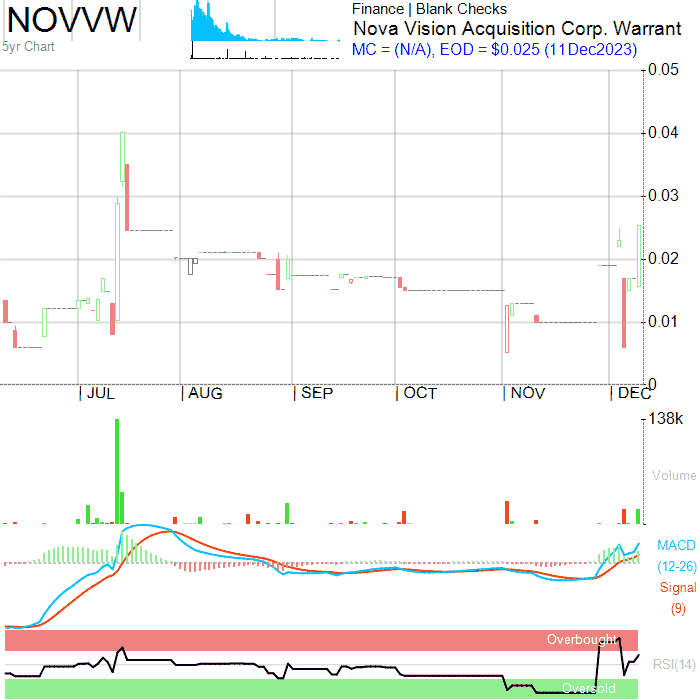 NOVVW
5yr Chart
Finance | Blank Checks
Nova Vision Acquisition Corp. Warrant
MC = (N/A), EOD = $0.025 (11Dec2023)
0.05
0.04
0.03
0.02
0.01
0
| JUL | AUG | SEP | OCT | NOV | DEC
138k
Volume
MACD
(12-26)
Signal
(9)
Overbought
RSI(14)
Oversold